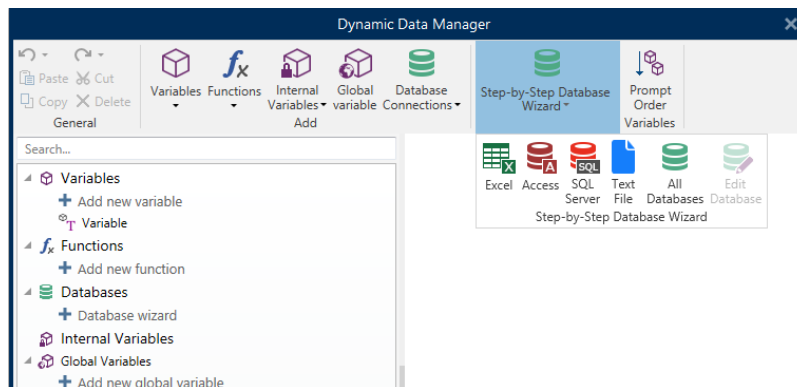 Dynamic Data Manager
Paste Cut
Copy Delete
General
Variables
Functions
Internal
Variables
Global
variable
Database
Connections
Add
Step-by-Step Database
Wizard
Prompt
Order
Variables
Search...
Excel
Access
SQL
SQL
Server
Text
File
All
Databases
Edit
Database
Step-by-Step Database Wizard
Variables
Add new variable
T Variable
fx Functions
Add new function
Databases
Database wizard
Internal Variables
Global Variables
Add new global variable